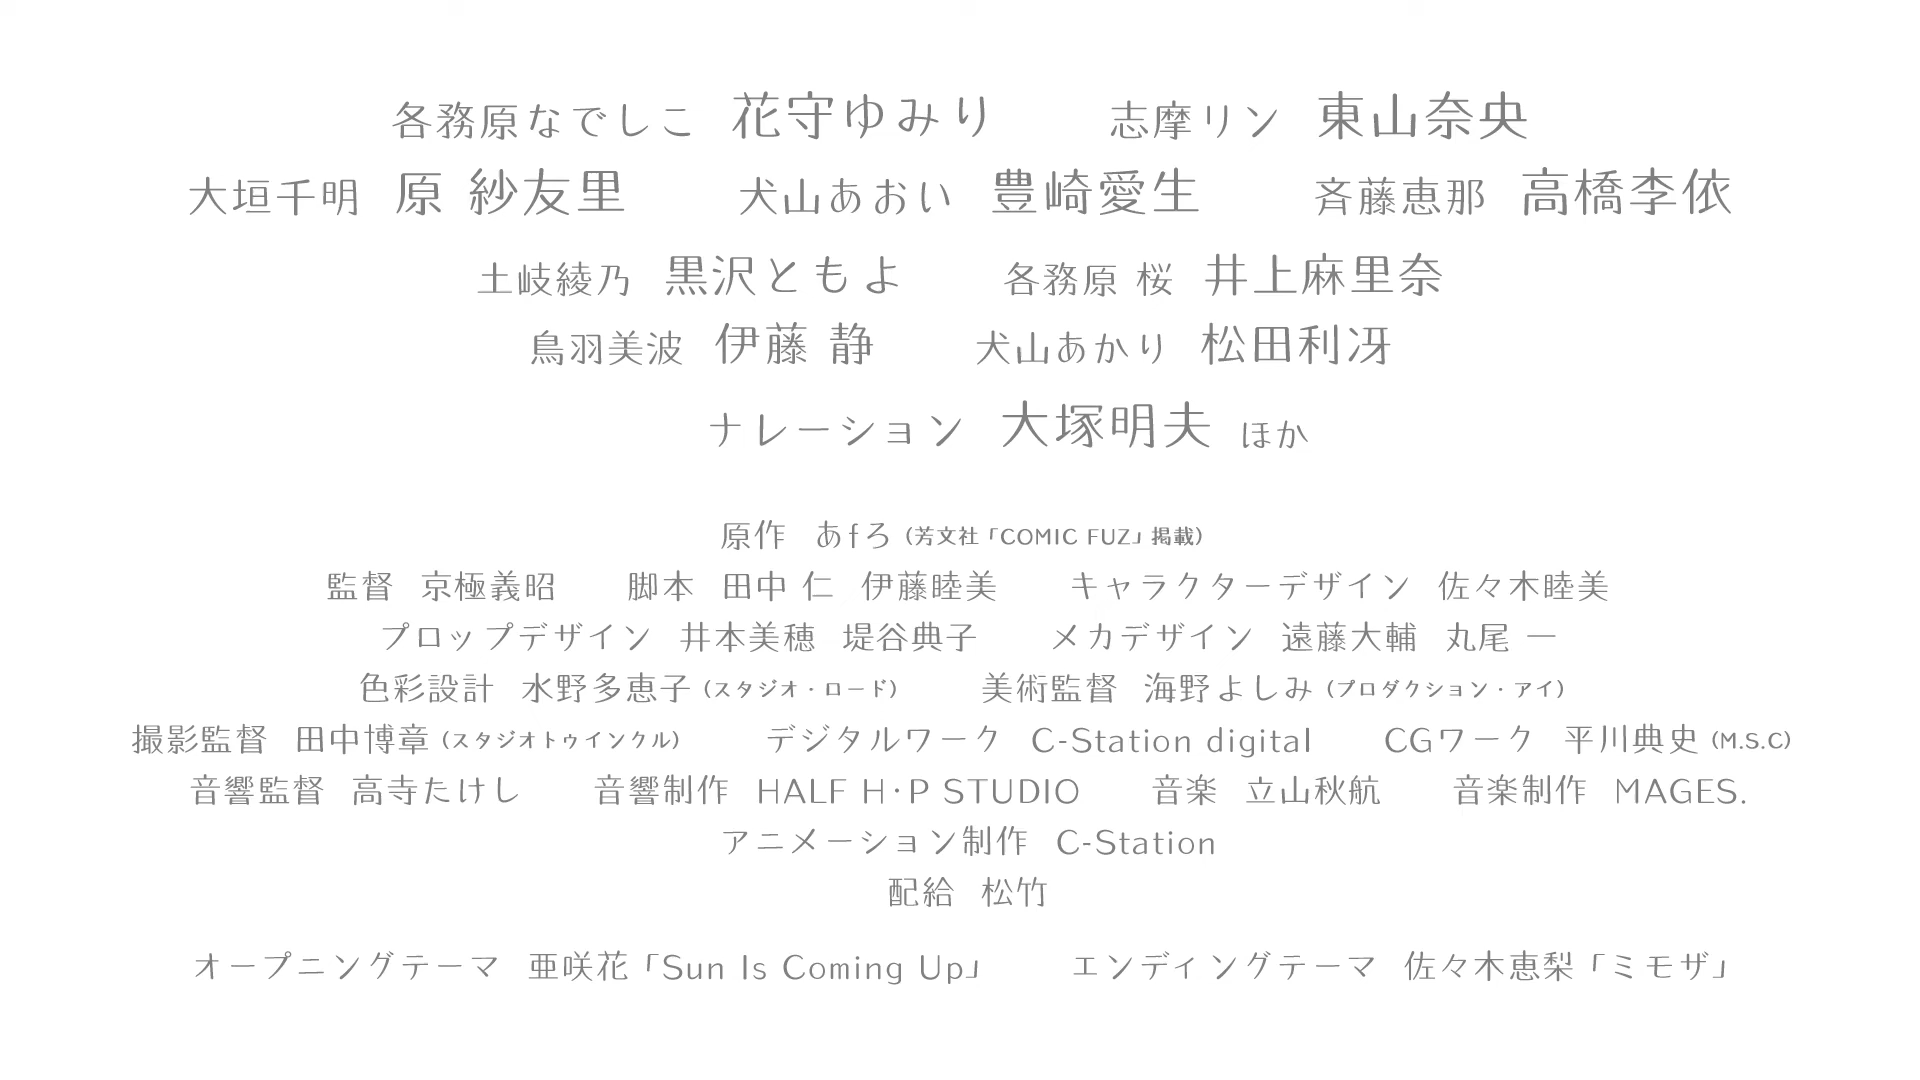 各務原なでしこ 花守ゆみり 志摩リン 東山奈央
大垣千明 原 紗友里 犬山あおい 豊崎愛生 斉藤恵那 高橋李依
土岐綾乃 黒沢ともよ 各務原 桜 井上麻里奈
鳥羽美波 伊藤 静 犬山あかり 松田利冴
ナレーション 大塚明夫 ほか
原作 あfろ（芳文社「COMIC FUZ」掲載）
監督 京極義昭 脚本 田中 仁 伊藤睦美 キャラクターデザイン 佐々木睦美
プロップデザイン 井本美穂 堤谷典子 メカデザイン 遠藤大輔 丸尾 一
色彩設計 水野多恵子（スタジオ・ロード） 美術監督 海野よしみ（プロダクション・アイ）
撮影監督 田中博章（スタジオトゥインクル） デジタルワーク C-Station digital CGワーク 平川典史（M.S.C）
音響監督 高寺たけし 音響制作 HALF H・P STUDIO 音楽 立山秋航 音楽制作 MAGES.
アニメーション制作 C-Station
配給 松竹
オープニングテーマ 亜咲花「Sun Is Coming Up」 エンディングテーマ 佐々木恵梨「ミモザ」